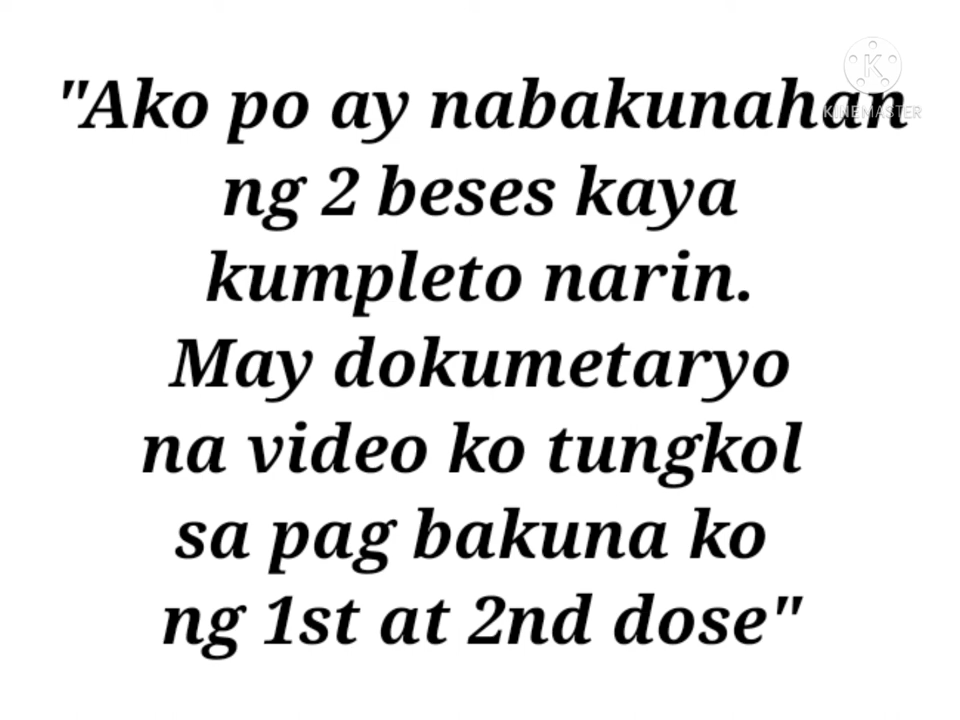 "Ako po ay nabakunahan
ng 2 beses kaya
kumpleto narin.
May dokumetaryo
na video ko tungkol
sa pag bakuna ko
ng 1st at 2nd dose"
K
KINEMASTER